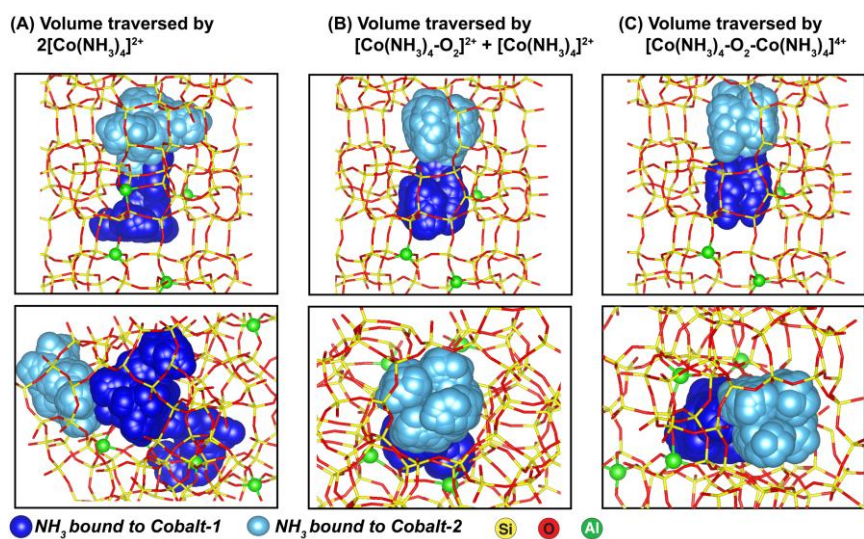 (A) Volume traversed by
2[Co(NH₃)₄]²⁺
(B) Volume traversed by
[Co(NH₃)₄-O₂]²⁺ + [Co(NH₃)₄]²⁺
(C) Volume traversed by
[Co(NH₃)₄-O₂-Co(NH₃)₄]⁴⁺
NH₃ bound to Cobalt-1
NH₃ bound to Cobalt-2
Si
O
Al